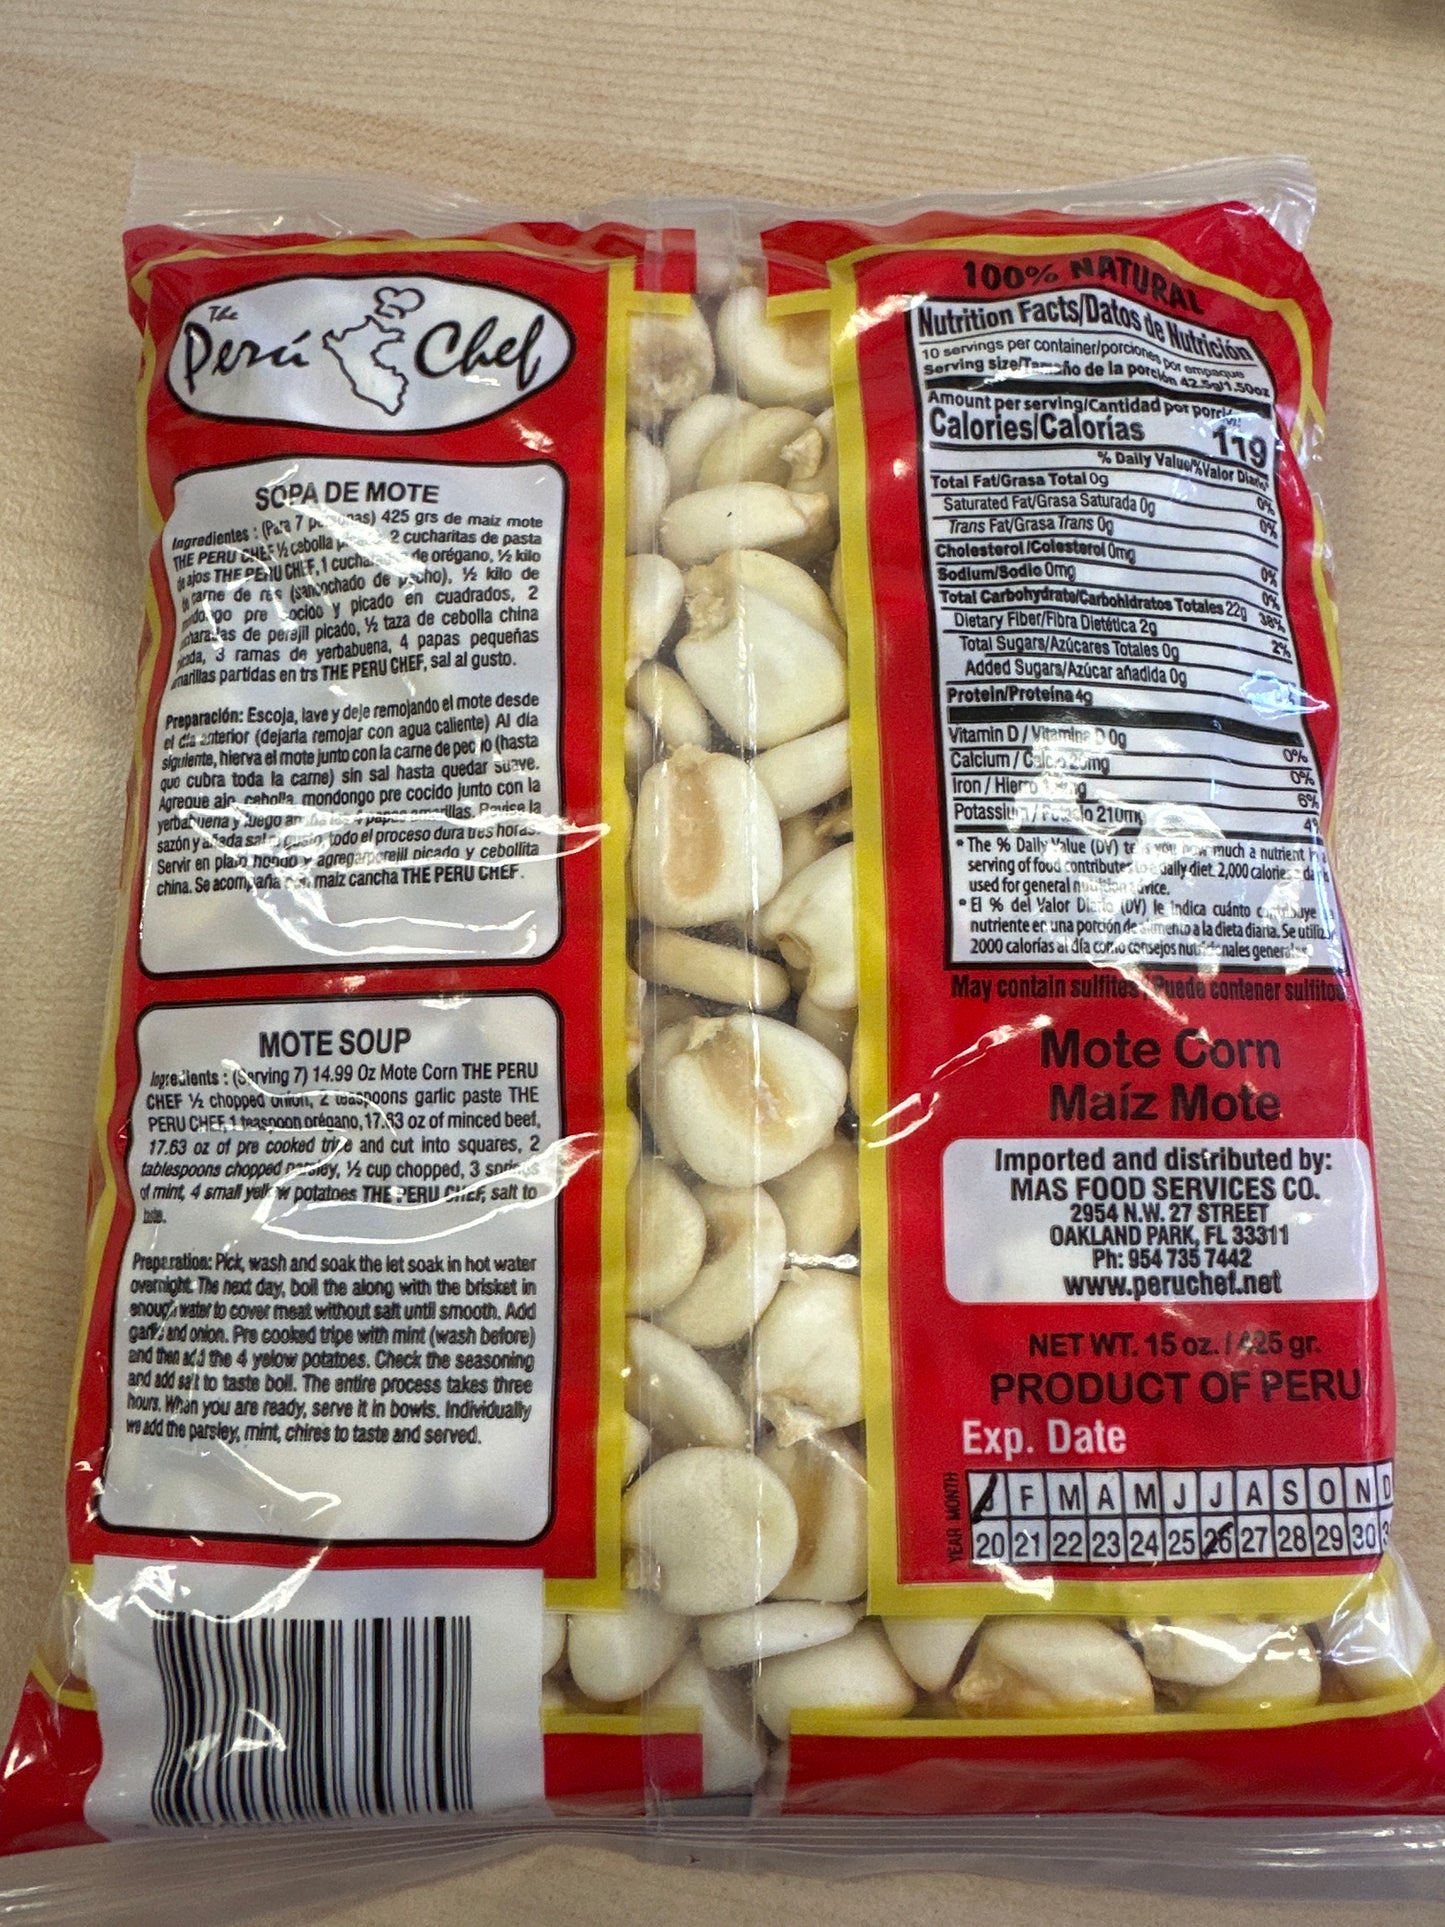 The Perú Chef
SOPA DE MOTE
Ingredientes : (Para 7 personas) 425 grs de maíz mote
THE PERU CHEF ½ cebolla 2 cucharitas de pasta
de ajos THE PERU CHEF, 1 de orégano, ½ kilo
de carne de res (sancochado de pecho), ½ kilo de
pre cocido y picado en cuadrados, 2
de perejil picado, ½ taza de cebolla china
3 ramas de yerbabuena, 4 papas pequeñas
amarillas partidas en trs THE PERU CHEF, sal al gusto.
Preparación: Escoja, lave y deje remojando el mote desde
el día anterior (dejarla remojar con agua caliente) Al día
siguiente, hierva el mote junto con la carne de pecho (hasta
que cubra toda la carne) sin sal hasta quedar suave.
Agregue ajo, cebolla, mondongo pre cocido junto con la
yerbabuena y luego las 4 papas amarillas. Revise la
sazón y añada sal al gusto, todo el proceso dura tres horas.
Servir en plato hondo y agregar perejil picado y cebollita
china. Se acompaña con maíz cancha THE PERU CHEF.
MOTE SOUP
Ingredients : (Serving 7) 14.99 Oz Mote Corn THE PERU
CHEF ½ chopped onion, 2 teaspoons garlic paste THE
PERU CHEF, 1 teaspoon orégano, 17.63 oz of minced beef,
17.63 oz of pre cooked tripe and cut into squares, 2
tablespoons chopped parsley, ½ cup chopped, 3
of mint, 4 small yellow potatoes THE PERU CHEF, salt to
taste.
Preparation: Pick, wash and soak the let soak in hot water
overnight. The next day, boil the along with the brisket in
enough water to cover meat without salt until smooth. Add
garlic and onion. Pre cooked tripe with mint (wash before)
and then add the 4 yelow potatoes. Check the seasoning
and add salt to taste boil. The entire process takes three
hours. When you are ready, serve it in bowls. Individually
we add the parsley, mint, chires to taste and served.
100% NATURAL
Nutrition Facts/Datos de Nutrición
10 servings per container/porciones por empaque
Serving size/Tamaño de la porción 42.5g/1.50oz
Amount per serving/Cantidad por
Calories/Calorías 119
% Daily Value/%Valor Diario*
Total Fat/Grasa Total 0g 0%
Saturated Fat/Grasa Saturada 0g 0%
Trans Fat/Grasa Trans 0g
Cholesterol/Colesterol 0mg 0%
Sodium/Sodio 0mg 0%
Total Carbohydrate/Carbohidratos Totales 22g 38%
Dietary Fiber/Fibra Dietética 2g 2%
Total Sugars/Azúcares Totales 0g
Added Sugars/Azúcar añadida 0g
Protein/Proteína 4g
Vitamin D / Vitamina D 0g 0%
Calcium / Calcio 0%
Iron / Hierro 6%
Potassium / Potasio 210mg 4%
* The % Daily Value (DV) tells you how much a nutrient in a
serving of food contributes to a daily diet. 2,000 calories a day is
used for general nutrition advice.
* El % del Valor Diario (DV) le indica cuánto contribuye un
nutriente en una porción de alimento a la dieta diaria. Se utiliza
2000 calorías al día como consejos nutricionales generales
May contain sulfites / Puede contener sulfitos
Mote Corn
Maíz Mote
Imported and distributed by:
MAS FOOD SERVICES CO.
2954 N.W. 27 STREET
OAKLAND PARK, FL 33311
Ph: 954 735 7442
www.peruchef.net
NET WT. 15 oz. / 425 gr.
PRODUCT OF PERU
Exp. Date
MONTH J F M A M J J A S O N D
YEAR 20 21 22 23 24 25 26 27 28 29 30